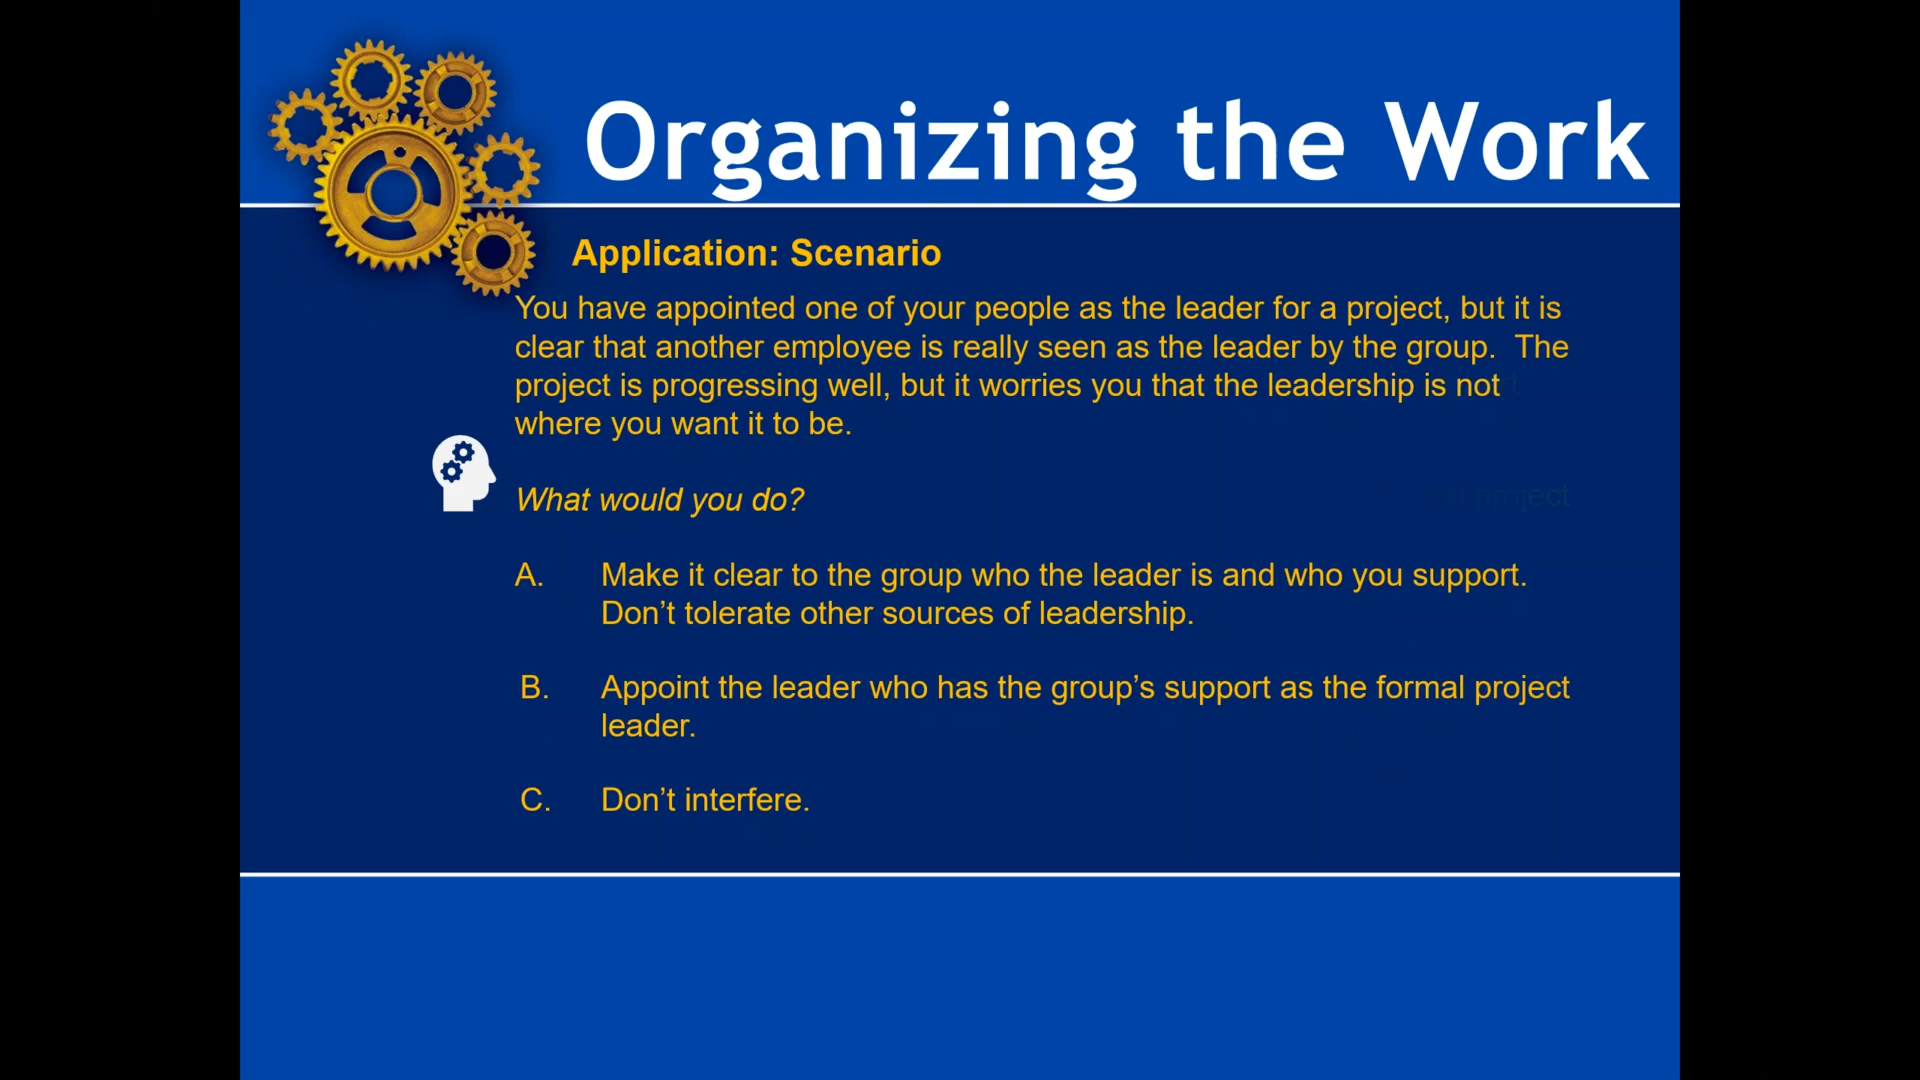 Organizing the Work
Application: Scenario
You have appointed one of your people as the leader for a project, but it is
clear that another employee is really seen as the leader by the group.  The
project is progressing well, but it worries you that the leadership is not
where you want it to be.
What would you do?
project
A. Make it clear to the group who the leader is and who you support.
Don’t tolerate other sources of leadership.
B. Appoint the leader who has the group’s support as the formal project
leader.
C. Don’t interfere.